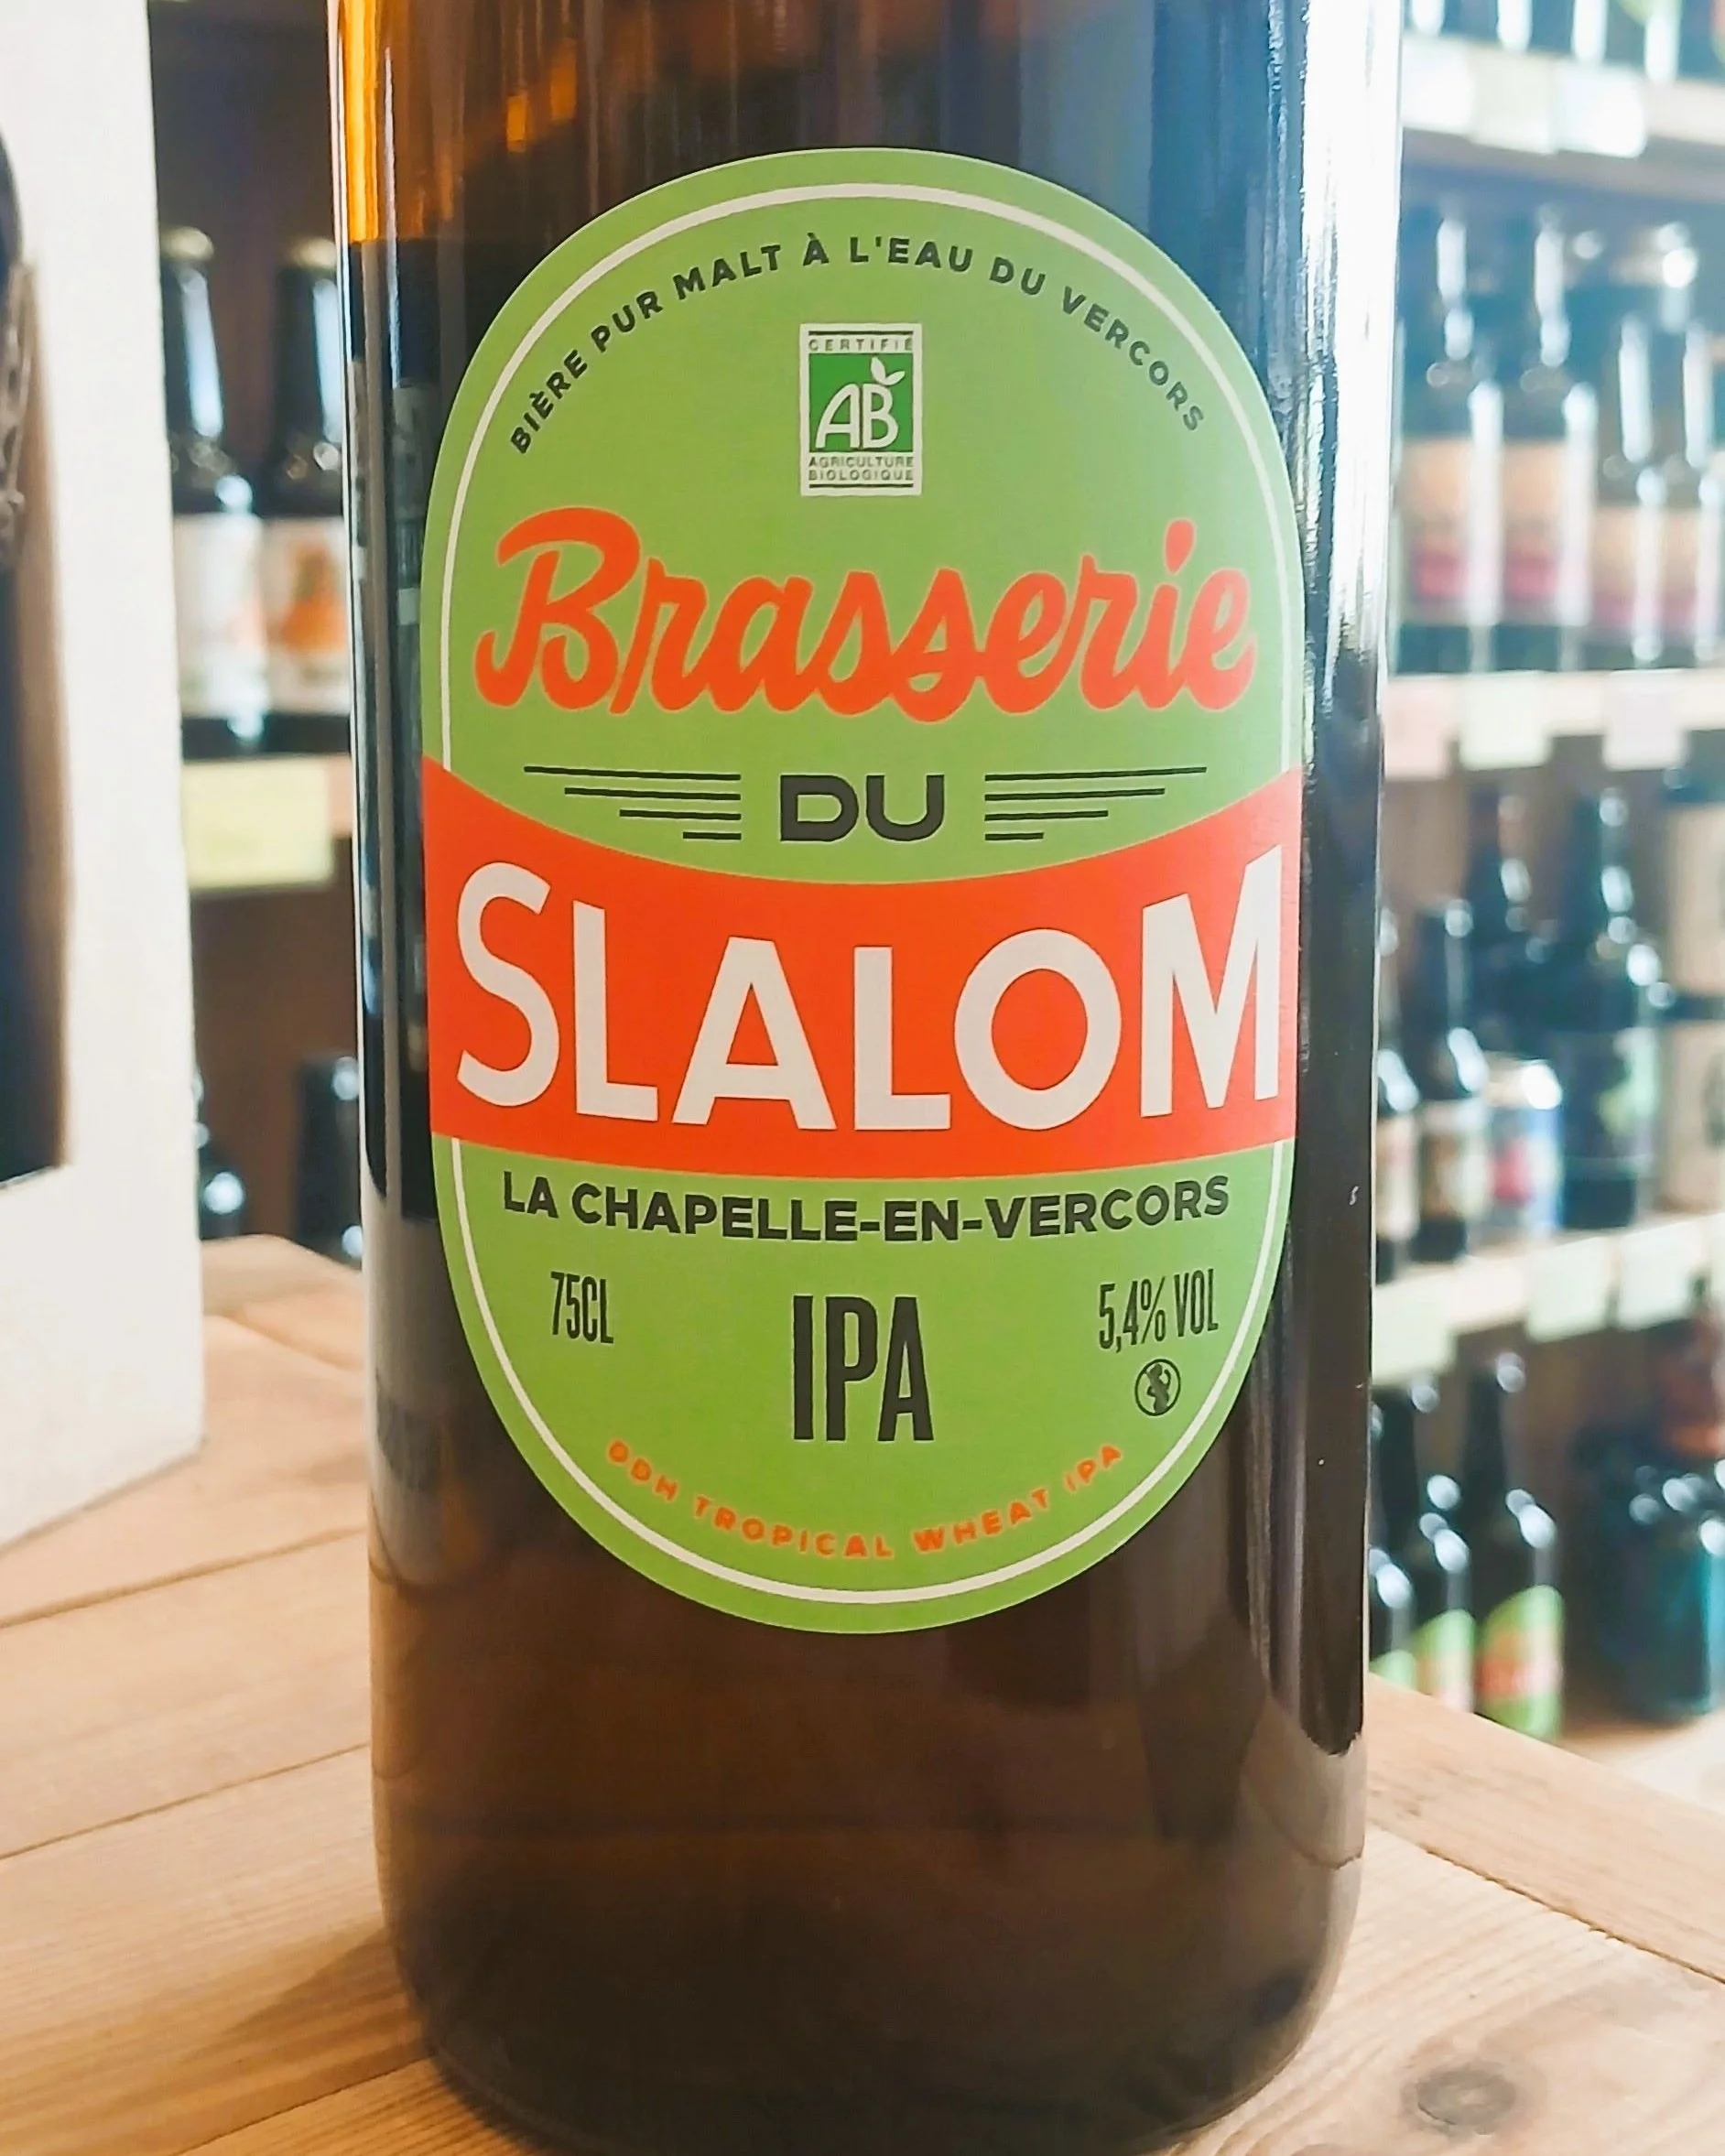 BIÈRE PUR MALT À L'EAU DU VERCORS
CERTIFIÉ
AB
AGRICULTURE
BIOLOGIQUE
Brasserie
DU
SLALOM
LA CHAPELLE-EN-VERCORS
75CL
IPA
5,4% VOL
DDH TROPICAL WHEAT IPA